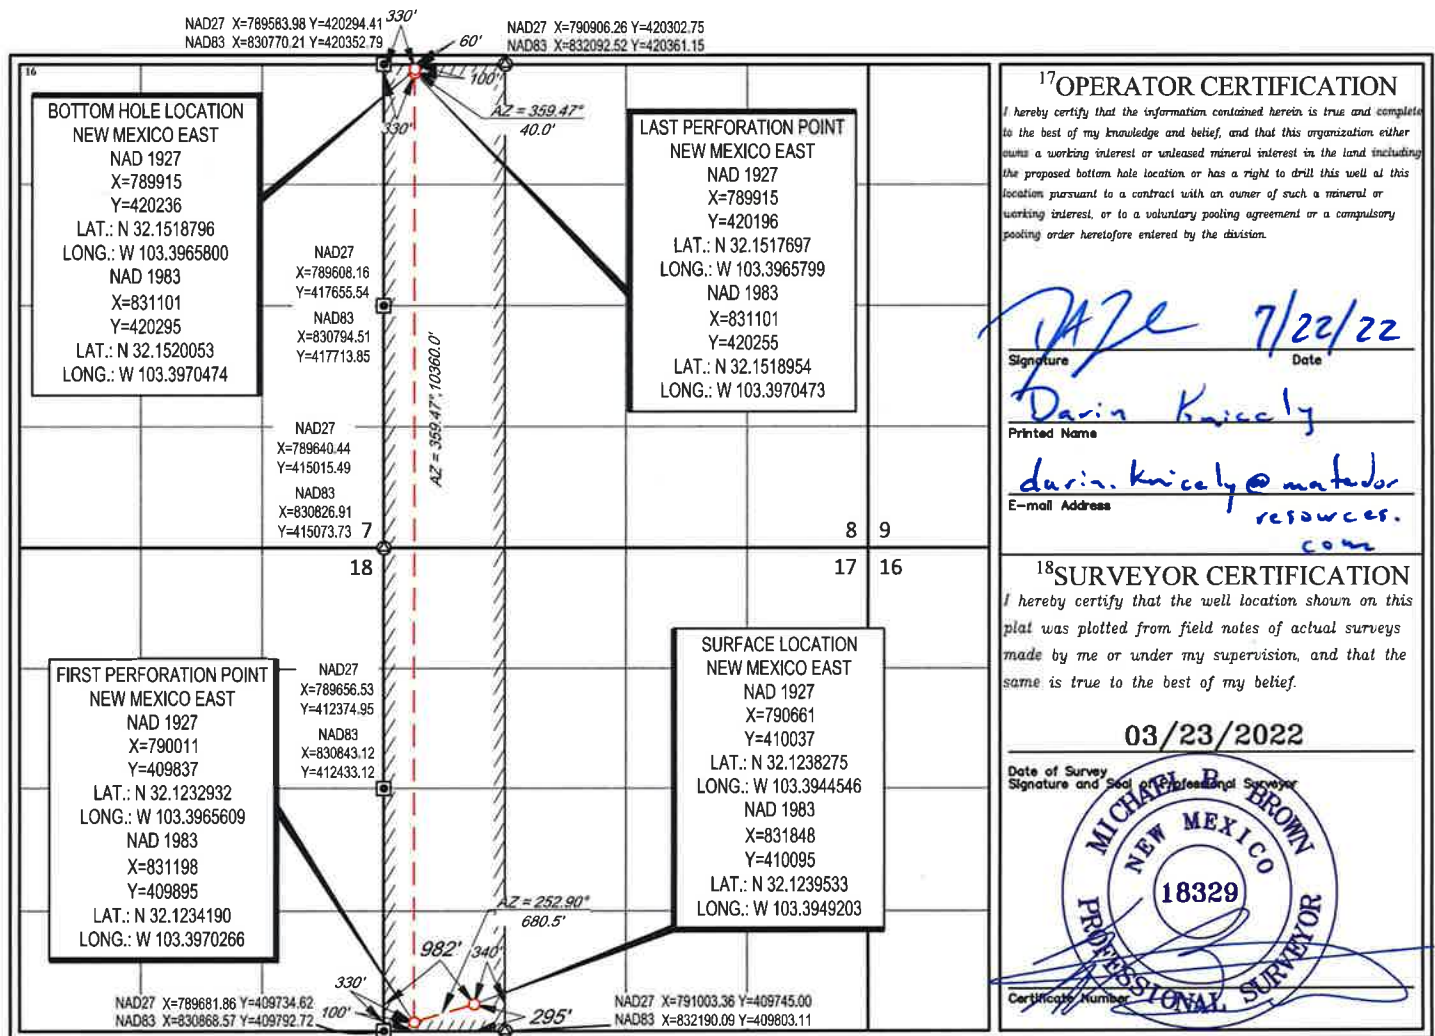 NAD27 X=789583.98 Y=420294.41
NAD83 X=830770.21 Y=420352.79
330'
NAD27 X=790906.26 Y=420302.75
NAD83 X=832092.52 Y=420361.15
60'
100'
330'
AZ = 359.47°
40.0'
16
BOTTOM HOLE LOCATION
NEW MEXICO EAST
NAD 1927
X=789915
Y=420236
LAT.: N 32.1518796
LONG.: W 103.3965800
NAD 1983
X=831101
Y=420295
LAT.: N 32.1520053
LONG.: W 103.3970474
LAST PERFORATION POINT
NEW MEXICO EAST
NAD 1927
X=789915
Y=420196
LAT.: N 32.1517697
LONG.: W 103.3965799
NAD 1983
X=831101
Y=420255
LAT.: N 32.1518954
LONG.: W 103.3970473
NAD27
X=789608.16
Y=417655.54
NAD83
X=830794.51
Y=417713.85
AZ = 359.47°, 10360.0'
NAD27
X=789640.44
Y=415015.49
NAD83
X=830826.91
Y=415073.73
7
8
9
18
17
16
FIRST PERFORATION POINT
NEW MEXICO EAST
NAD 1927
X=790011
Y=409837
LAT.: N 32.1232932
LONG.: W 103.3965609
NAD 1983
X=831198
Y=409895
LAT.: N 32.1234190
LONG.: W 103.3970266
NAD27
X=789656.53
Y=412374.95
NAD83
X=830843.12
Y=412433.12
SURFACE LOCATION
NEW MEXICO EAST
NAD 1927
X=790661
Y=410037
LAT.: N 32.1238275
LONG.: W 103.3944546
NAD 1983
X=831848
Y=410095
LAT.: N 32.1239533
LONG.: W 103.3949203
AZ = 252.90°
680.5'
982'
340'
330'
100'
295'
NAD27 X=789681.86 Y=409734.62
NAD83 X=830868.57 Y=409792.72
NAD27 X=791003.36 Y=409745.00
NAD83 X=832190.09 Y=409803.11
17OPERATOR CERTIFICATION
I hereby certify that the information contained herein is true and complete
to the best of my knowledge and belief, and that this organization either
owns a working interest or unleased mineral interest in the land including
the proposed bottom hole location or has a right to drill this well at this
location pursuant to a contract with an owner of such a mineral or
working interest, or to a voluntary pooling agreement or a compulsory
pooling order heretofore entered by the division.
7/22/22
Signature Date
Darin Knicely
Printed Name
darin.knicely@matador
resources.
com
E-mail Address
18SURVEYOR CERTIFICATION
I hereby certify that the well location shown on this
plat was plotted from field notes of actual surveys
made by me or under my supervision, and that the
same is true to the best of my belief.
03/23/2022
Date of Survey
Signature and Seal of Professional Surveyor
MICHAEL B. BROWN
NEW MEXICO
18329
PROFESSIONAL SURVEYOR
Certificate Number